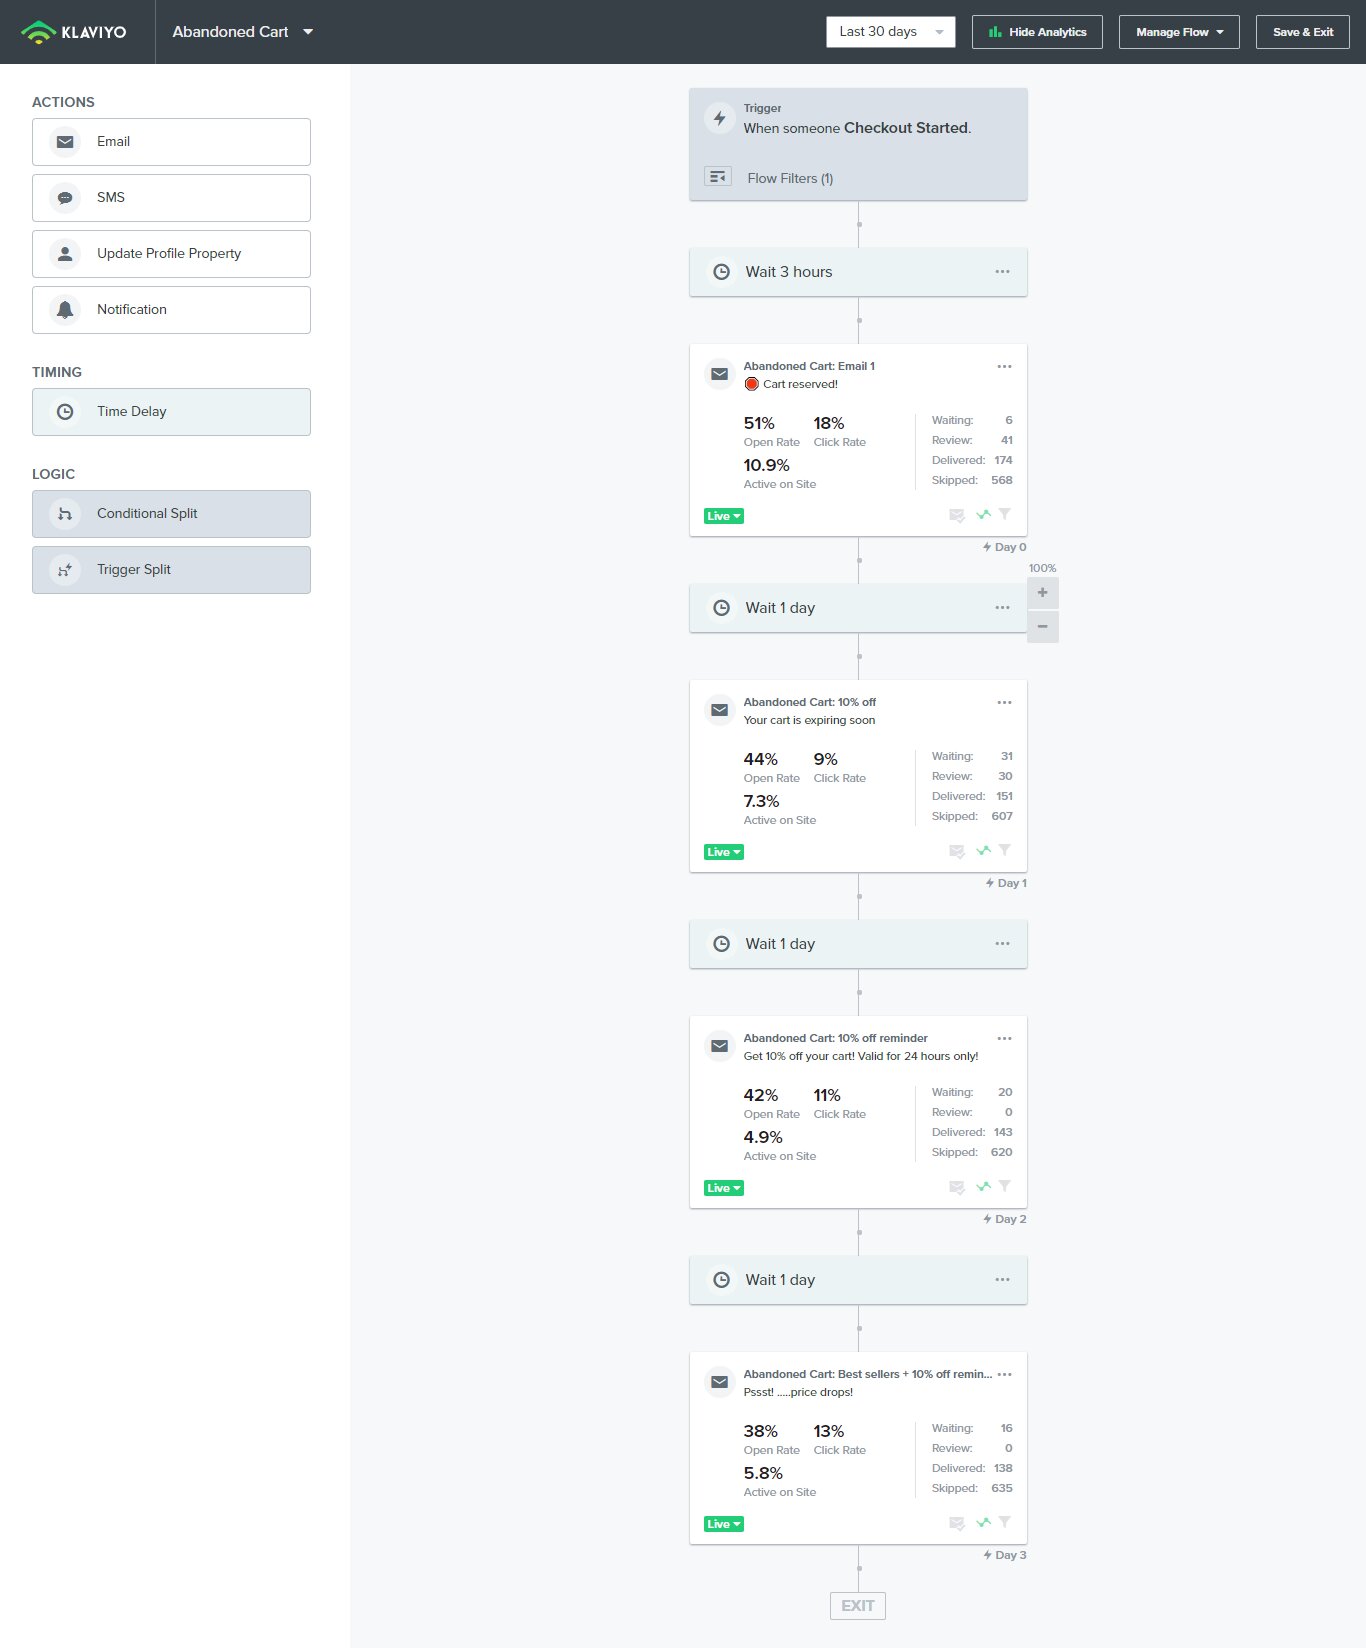 KLAVIYO
Abandoned Cart
Last 30 days
Hide Analytics
Manage Flow
Save & Exit
ACTIONS
Email
SMS
Update Profile Property
Notification
TIMING
Time Delay
LOGIC
Conditional Split
Trigger Split
Trigger
When someone Checkout Started.
Flow Filters (1)
Wait 3 hours
Abandoned Cart: Email 1
Cart reserved!
51% 18%
Open Rate Click Rate
10.9%
Active on Site
Waiting: 6
Review: 41
Delivered: 174
Skipped: 568
Live
Day 0
100%
+
−
Wait 1 day
Abandoned Cart: 10% off
Your cart is expiring soon
44% 9%
Open Rate Click Rate
7.3%
Active on Site
Waiting: 31
Review: 30
Delivered: 151
Skipped: 607
Live
Day 1
Wait 1 day
Abandoned Cart: 10% off reminder
Get 10% off your cart! Valid for 24 hours only!
42% 11%
Open Rate Click Rate
4.9%
Active on Site
Waiting: 20
Review: 0
Delivered: 143
Skipped: 620
Live
Day 2
Wait 1 day
Abandoned Cart: Best sellers + 10% off remin...
Pssst! .....price drops!
38% 13%
Open Rate Click Rate
5.8%
Active on Site
Waiting: 16
Review: 0
Delivered: 138
Skipped: 635
Live
Day 3
EXIT